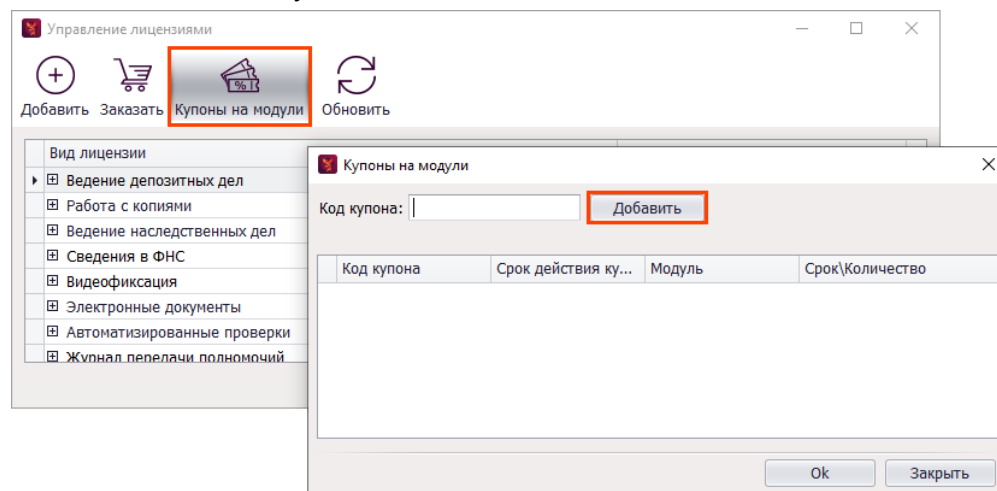 Управление лицензиями
Добавить Заказать Купоны на модули Обновить
Вид лицензии
Ведение депозитных дел
Работа с копиями
Ведение наследственных дел
Сведения в ФНС
Видеофиксация
Электронные документы
Автоматизированные проверки
Журнал передачи полномочий
Купоны на модули
Код купона: Добавить
Код купона Срок действия ку... Модуль Срок\Количество
Ok Закрыть